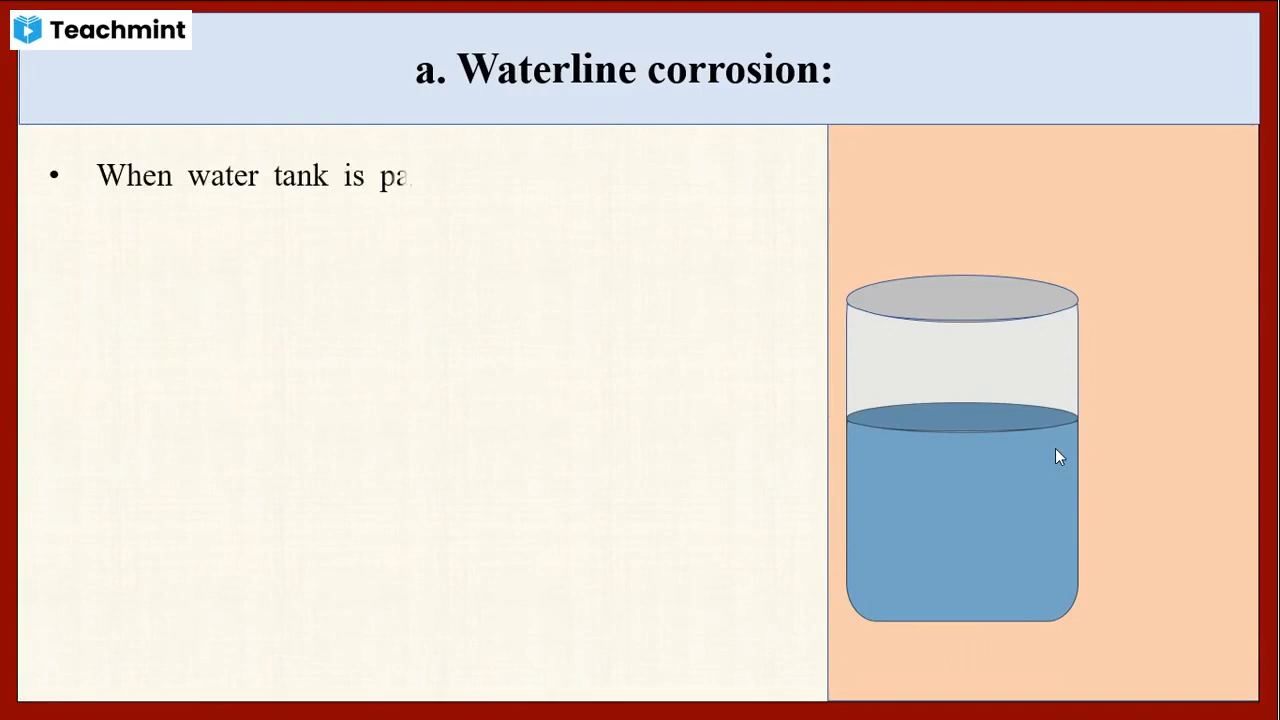 Teachmint
a. Waterline corrosion:
• When water tank is